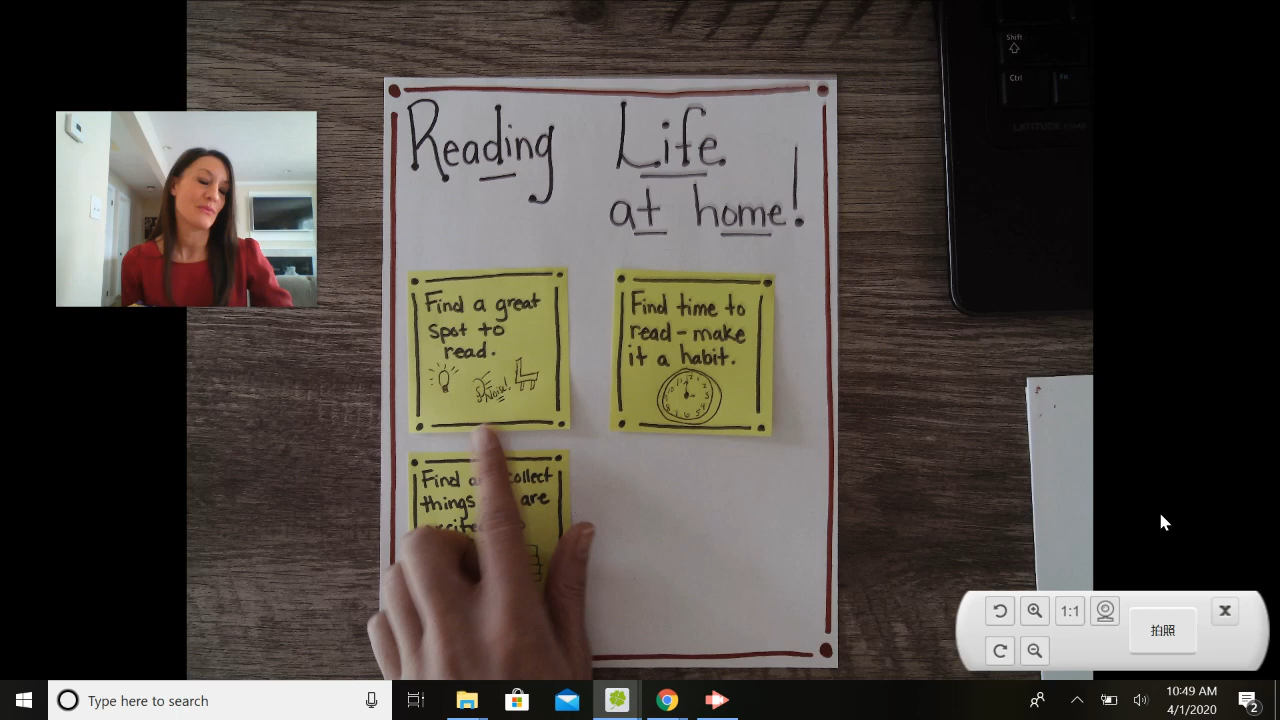 Reading Life
at home!
Find a great
spot to
read.
Noise!
Find time to
read - make
it a habit.
Find collect
things are
Shift
Ctrl
Fn
LATITUDE
1:1
拍照
Type here to search
10:49 AM
4/1/2020
2